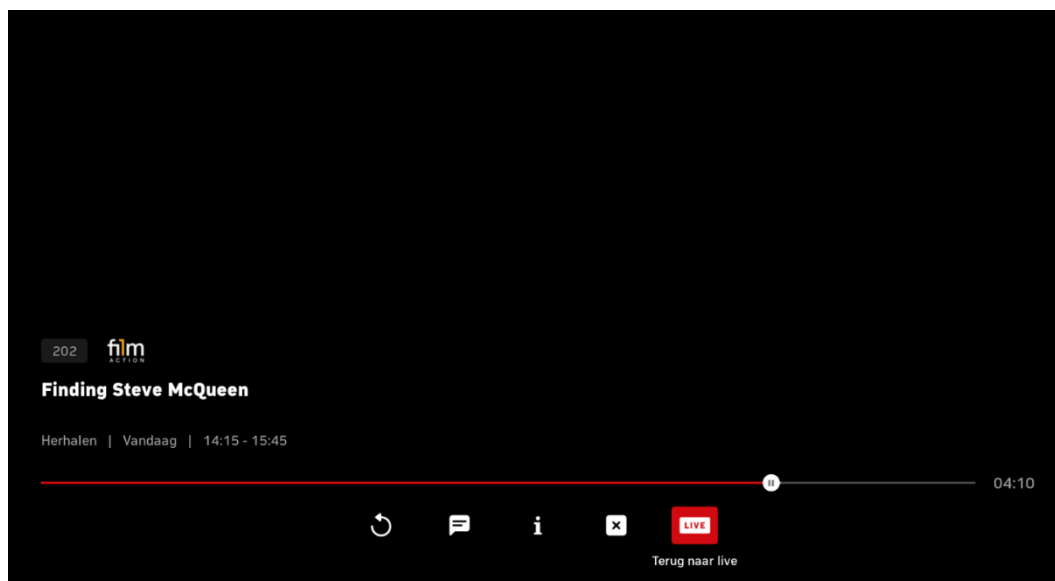 202 film ACTION
Finding Steve McQueen
Herhalen | Vandaag | 14:15 - 15:45
04:10
LIVE
Terug naar live